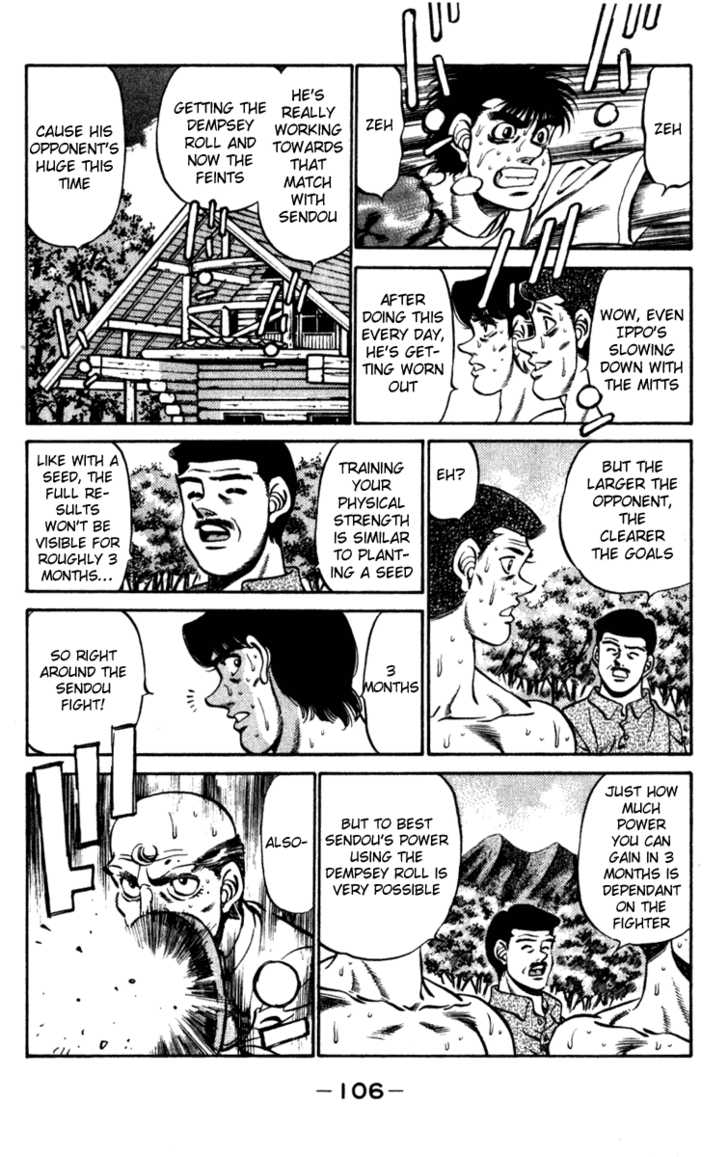 ZEH
ZEH
HE'S
REALLY
WORKING
TOWARDS
THAT
MATCH
WITH
SENDOU
GETTING THE
DEMPSEY
ROLL AND
NOW THE
FEINTS
CAUSE HIS
OPPONENT'S
HUGE THIS
TIME
WOW, EVEN
IPPO'S
SLOWING
DOWN WITH
THE MITTS
AFTER
DOING THIS
EVERY DAY,
HE'S GET-
TING WORN
OUT
BUT THE
LARGER THE
OPPONENT,
THE
CLEARER
THE GOALS
EH?
TRAINING
YOUR
PHYSICAL
STRENGTH
IS SIMILAR
TO PLANT-
ING A SEED
LIKE WITH A
SEED, THE
FULL RE-
SULTS
WON'T BE
VISIBLE FOR
ROUGHLY 3
MONTHS...
3
MONTHS
SO RIGHT
AROUND THE
SENDOU
FIGHT!
JUST HOW
MUCH
POWER
YOU CAN
GAIN IN 3
MONTHS IS
DEPENDANT
ON THE
FIGHTER
BUT TO BEST
SENDOU'S POWER
USING THE
DEMPSEY ROLL IS
VERY POSSIBLE
ALSO-
-106-